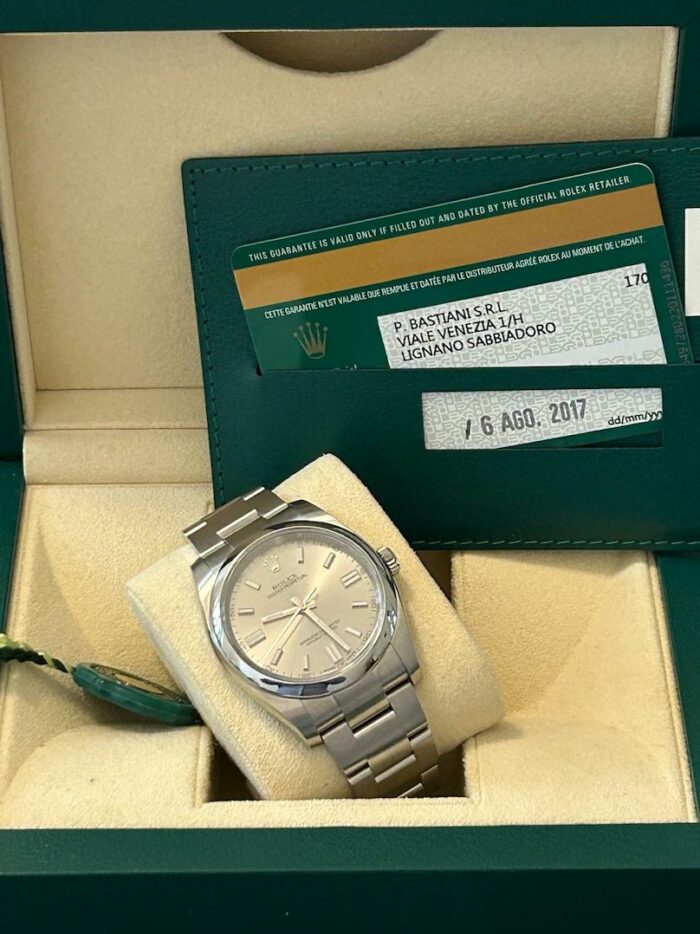 THIS GUARANTEE IS VALID ONLY IF FILLED OUT AND DATED BY THE OFFICIAL ROLEX RETAILER.
CETTE GARANTIE N'EST VALABLE QUE REMPLIE ET DATÉE PAR LE DISTRIBUTEUR AGRÉÉ ROLEX AU MOMENT DE L'ACHAT.
170
P. BASTIANI S.R.L
VIALE VENEZIA 1/H
LIGNANO SABBIADORO
/ 6 AGO. 2017
dd/mm/yyy
ROLEX
OYSTER PERPETUAL